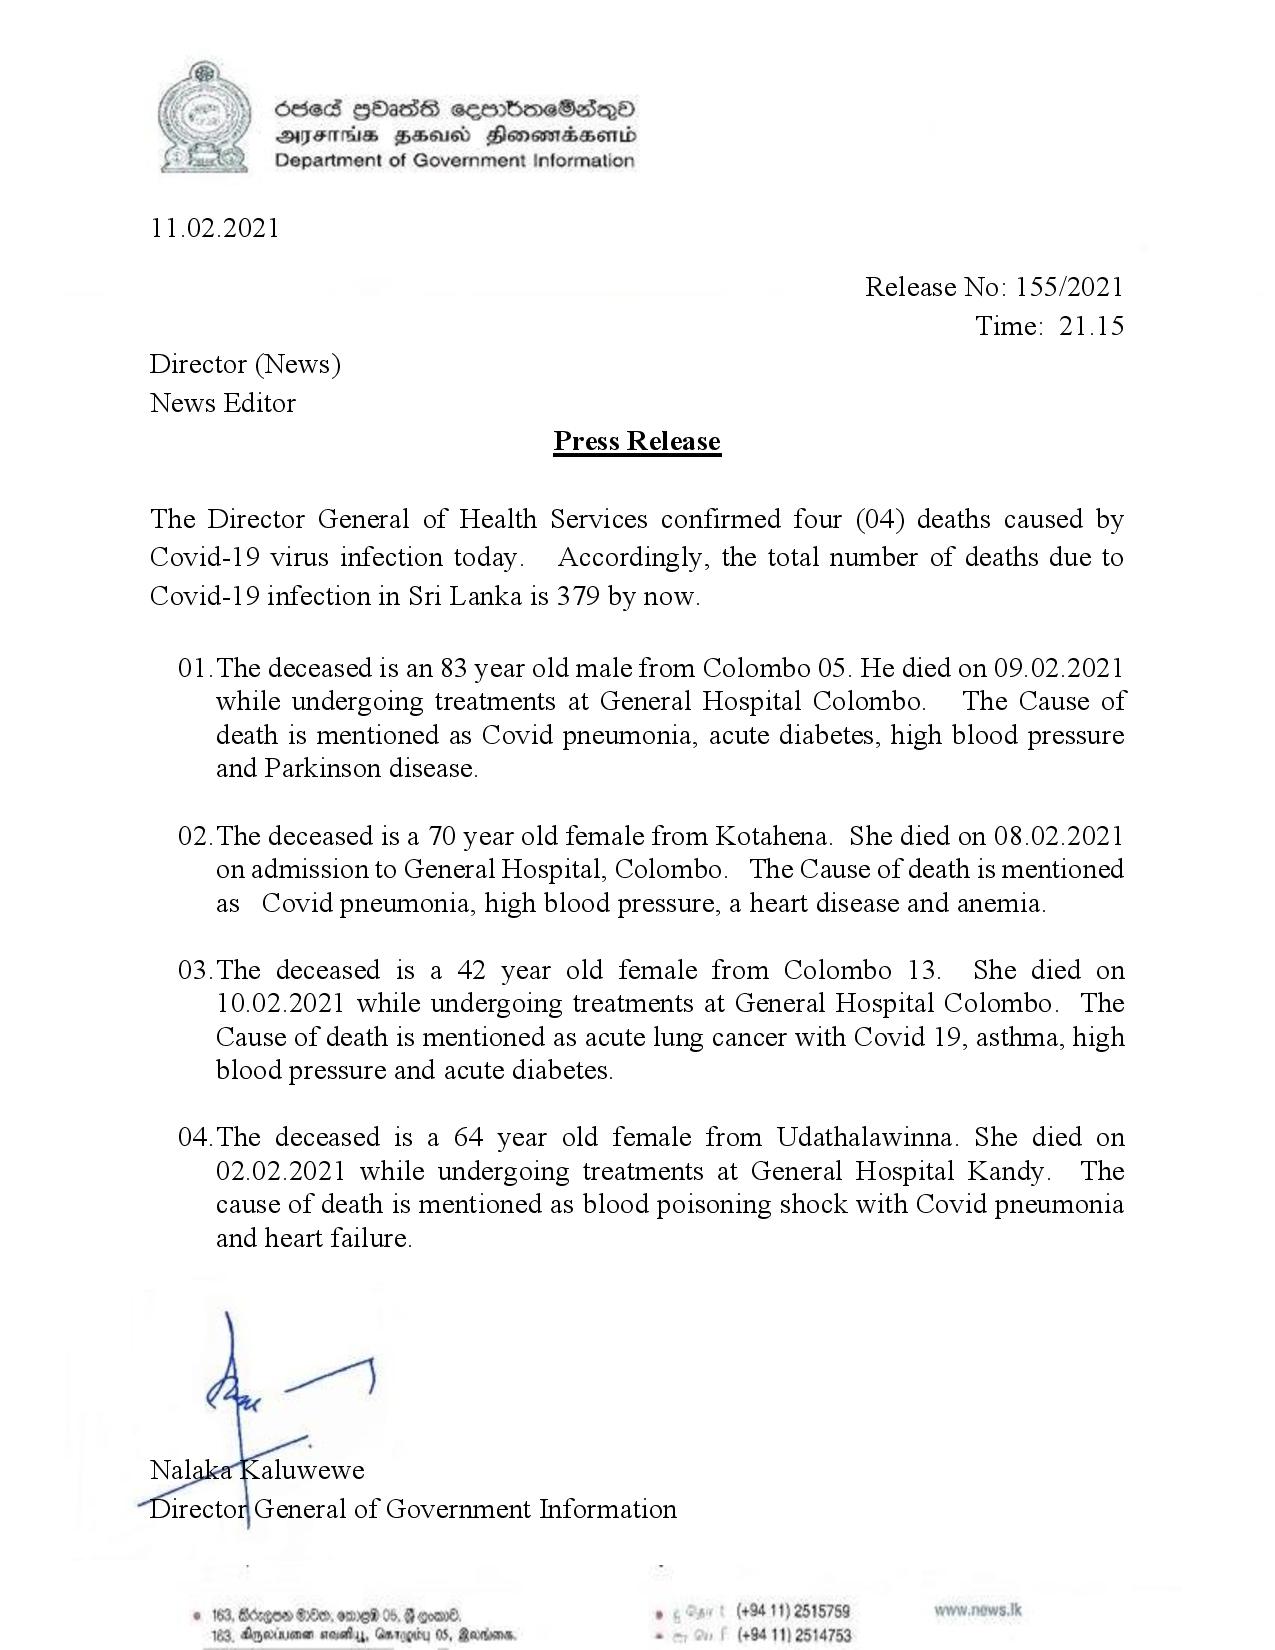 රජයේ ප්‍රවෘත්ති දෙපාර්තමේන්තුව
அரசாங்க தகவல் திணைக்களம்
Department of Government Information
11.02.2021
Release No: 155/2021
Time:  21.15
Director (News)
News Editor
Press Release
The Director General of Health Services confirmed four (04) deaths caused by
Covid-19 virus infection today.   Accordingly, the total number of deaths due to
Covid-19 infection in Sri Lanka is 379 by now.
01. The deceased is an 83 year old male from Colombo 05. He died on 09.02.2021
while undergoing treatments at General Hospital Colombo.   The Cause of
death is mentioned as Covid pneumonia, acute diabetes, high blood pressure
and Parkinson disease.
02. The deceased is a 70 year old female from Kotahena.  She died on 08.02.2021
on admission to General Hospital, Colombo.   The Cause of death is mentioned
as   Covid pneumonia, high blood pressure, a heart disease and anemia.
03. The deceased is a 42 year old female from Colombo 13.  She died on
10.02.2021 while undergoing treatments at General Hospital Colombo.  The
Cause of death is mentioned as acute lung cancer with Covid 19, asthma, high
blood pressure and acute diabetes.
04. The deceased is a 64 year old female from Udathalawinna. She died on
02.02.2021 while undergoing treatments at General Hospital Kandy.  The
cause of death is mentioned as blood poisoning shock with Covid pneumonia
and heart failure.
Nalaka Kaluwewe
Director General of Government Information
163, කිරුලපන මාවත, කොළඹ 05, ශ්‍රී ලංකාව.
163, கிருலப்பனை எவனியூ, கொழும்பு 05, இலங்கை.
(+94 11) 2515759
(+94 11) 2514753
www.news.lk